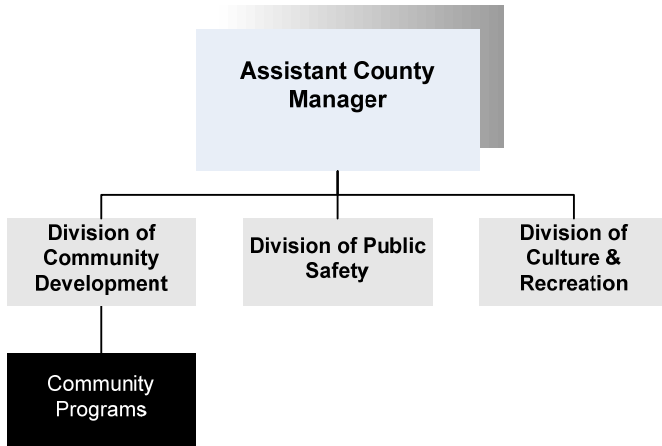 Assistant County
Manager
Division of
Community
Development
Division of Public
Safety
Division of
Culture &
Recreation
Community
Programs